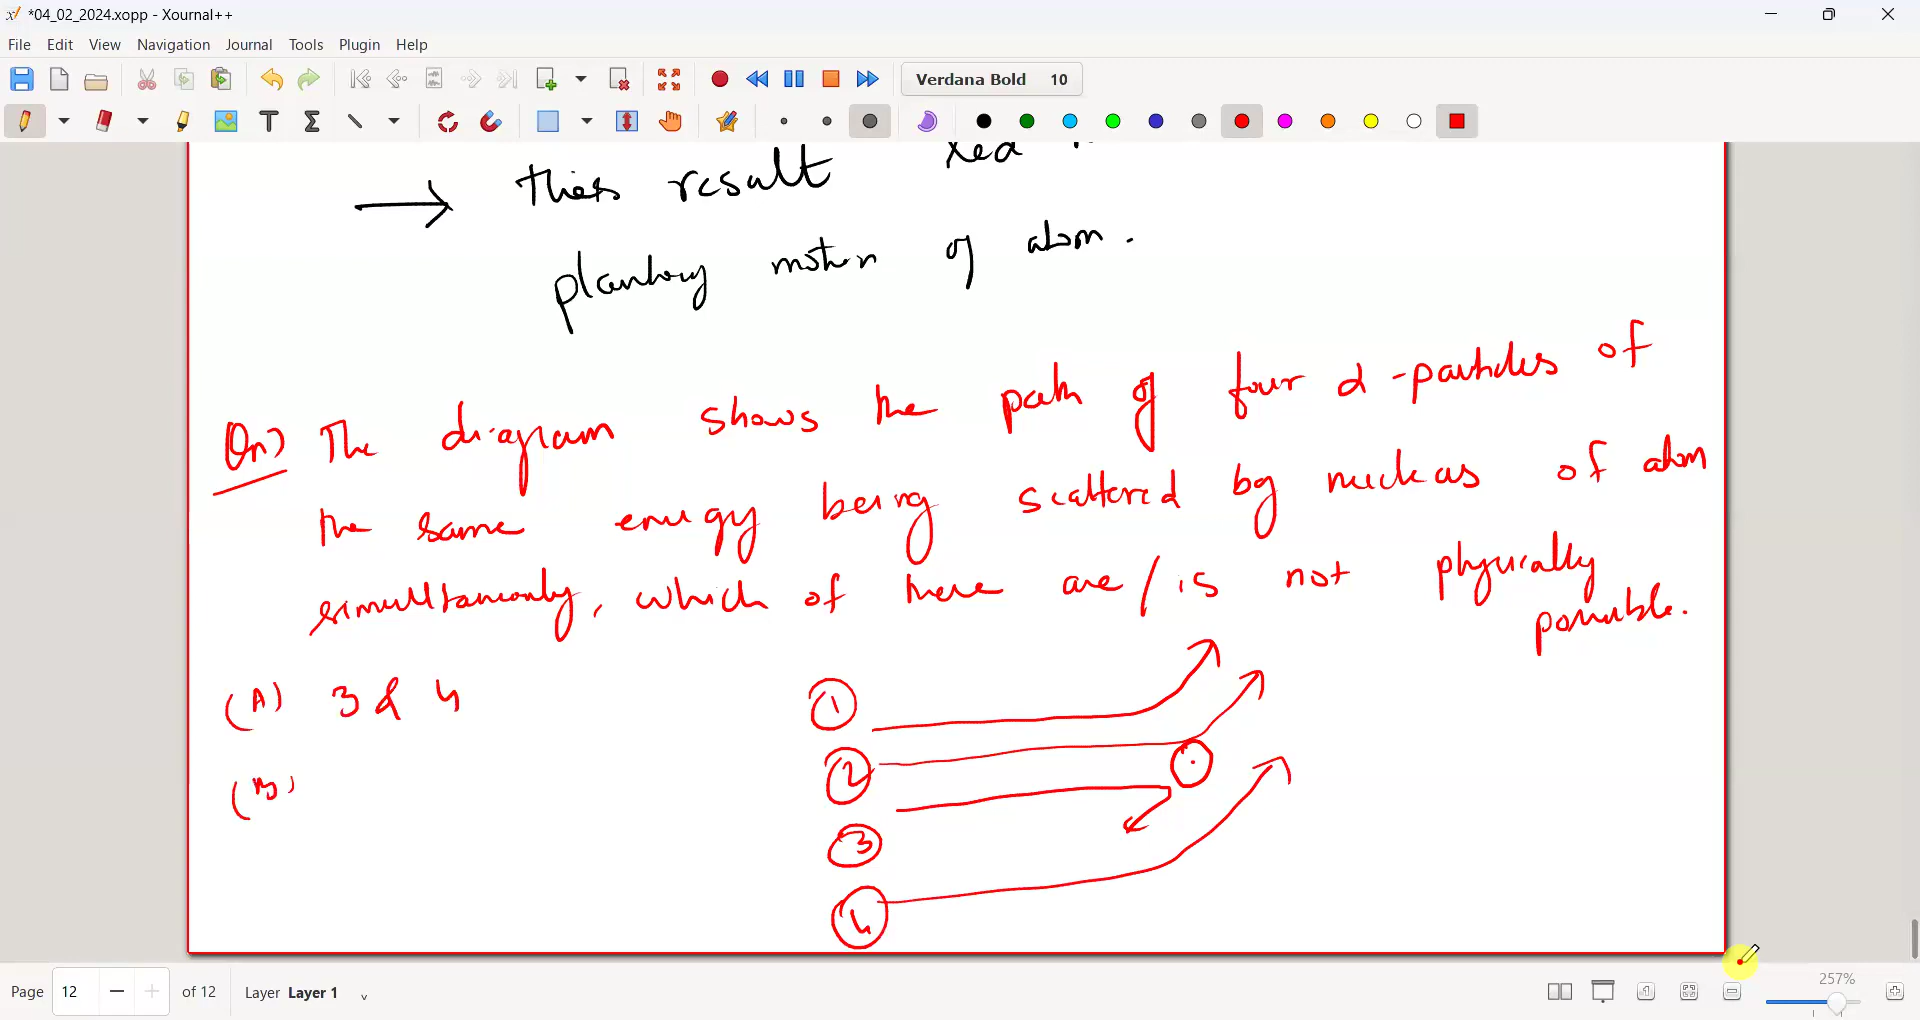 *04_02_2024.xopp - Xournal++
File Edit View Navigation Journal Tools Plugin Help
Verdana Bold 10
result
of atom.
Qn) The diagram shows the path of four α-particles of
the same energy being scattered by nucleus of atom
simultaneously, which of these are/is not physically
possible.
(A) 3 & 4
(B)
1
2
3
4
257%
Page 12 of 12 Layer Layer 1